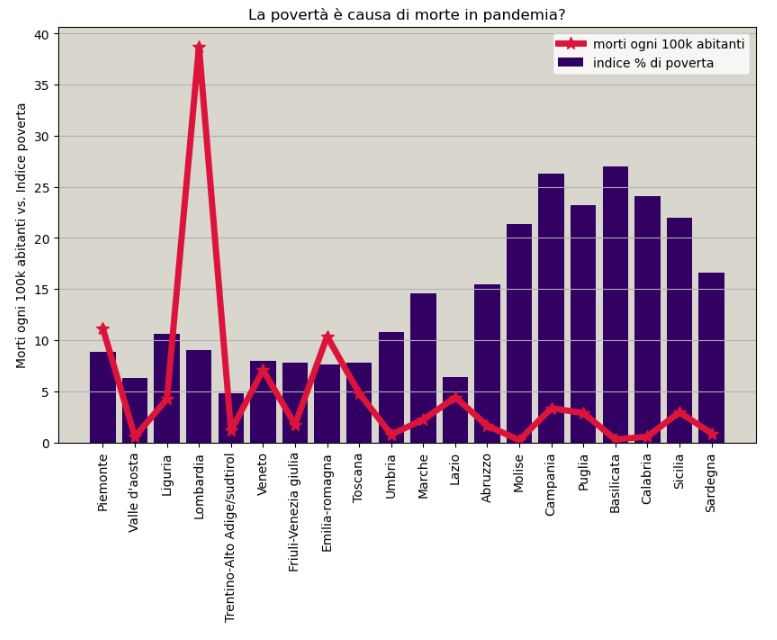 La povertà è causa di morte in pandemia?
morti ogni 100k abitanti
indice % di poverta
Morti ogni 100k abitanti vs. Indice poverta
40
35
30
25
20
15
10
5
0
Piemonte
Valle d'aosta
Liguria
Lombardia
Trentino-Alto Adige/sudtirol
Veneto
Friuli-Venezia giulia
Emilia-romagna
Toscana
Umbria
Marche
Lazio
Abruzzo
Molise
Campania
Puglia
Basilicata
Calabria
Sicilia
Sardegna